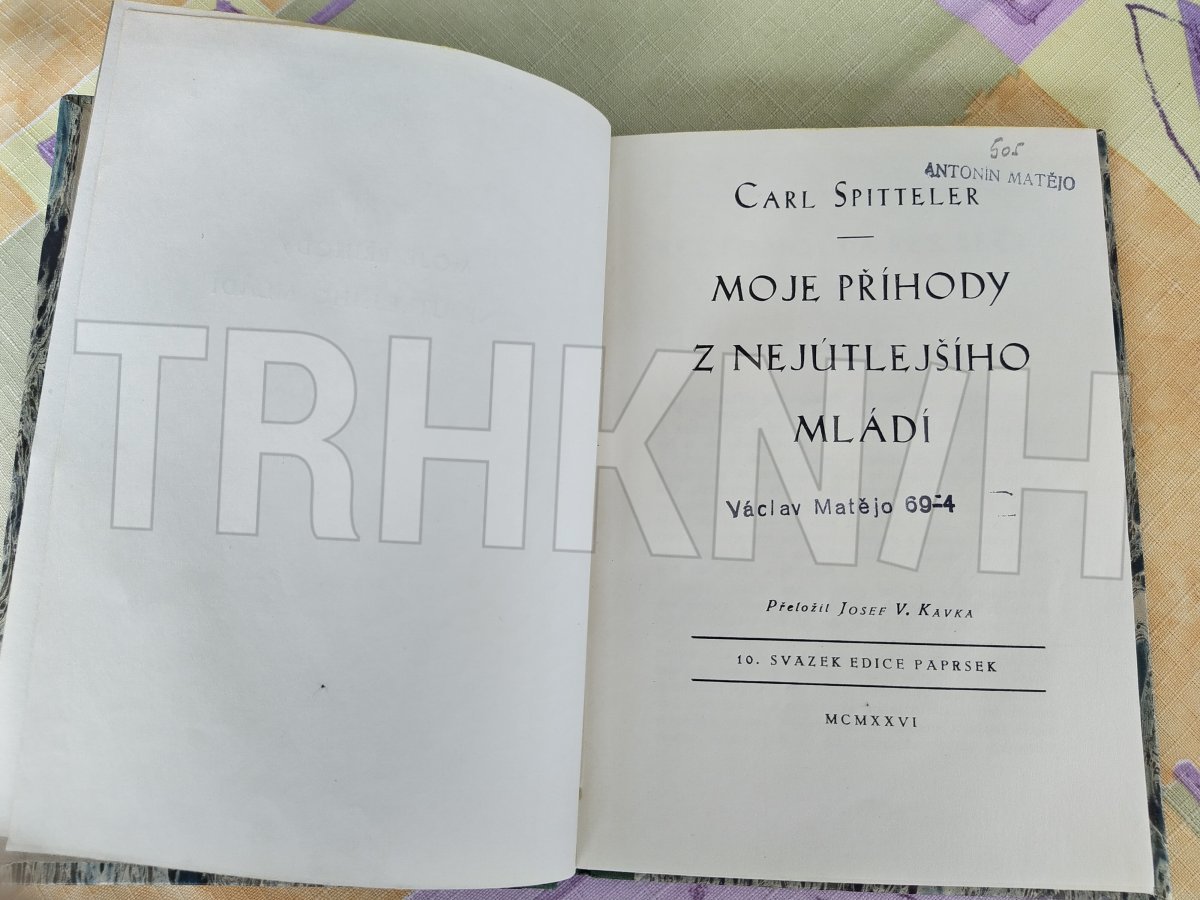 505
ANTONÍN MATĚJO
CARL SPITTELER
MOJE PŘÍHODY
Z NEJÚTLEJŠÍHO
MLÁDÍ
Václav Matějo 69-4
Přeložil JOSEF V. KAVKA
10. SVAZEK EDICE PAPRSEK
MCMXXVI
TRHKNIH